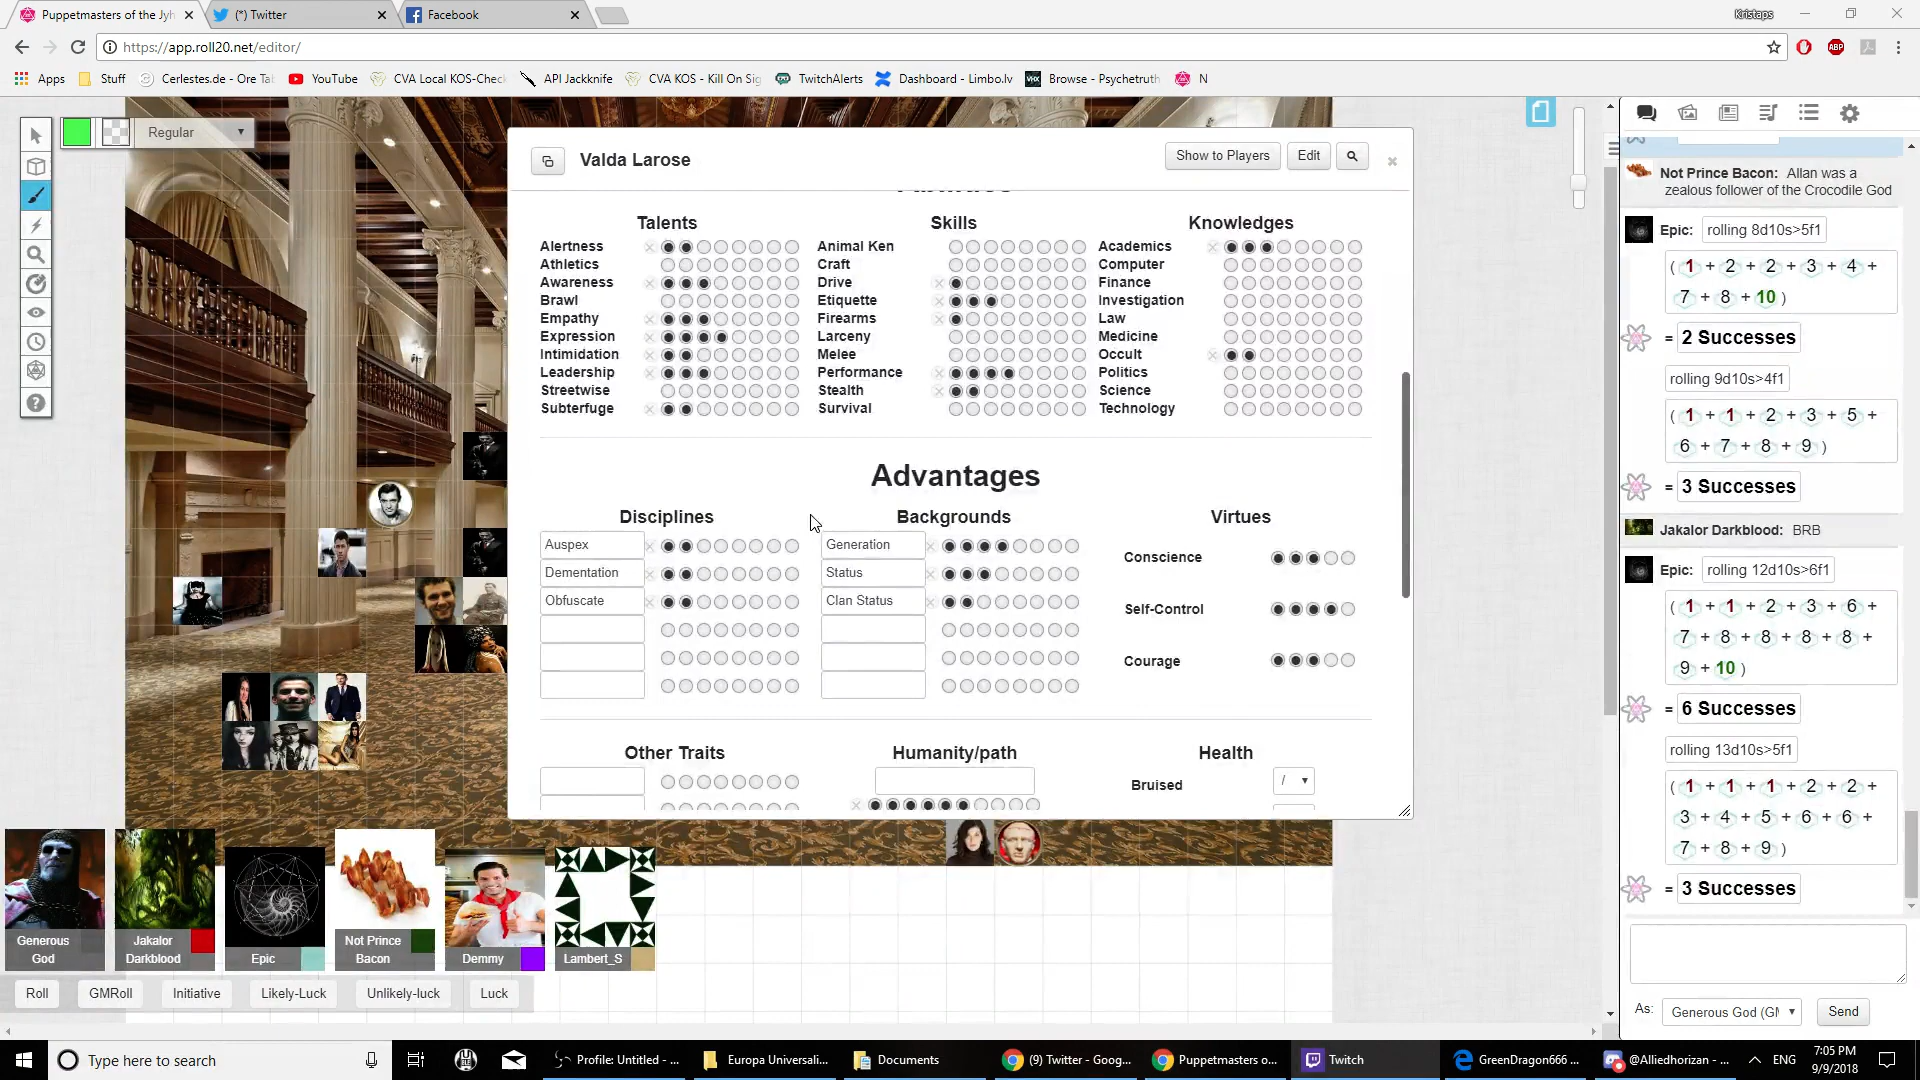 Puppetmasters of the Jyh
(*) Twitter
Facebook
Kristaps
https://app.roll20.net/editor/
Apps
Stuff
Cerlestes.de - Ore Ta
YouTube
CVA Local KOS-Chec
API Jackknife
CVA KOS - Kill On Sig
TwitchAlerts
Dashboard - Limbo.lv
Browse - Psychetruth
N
Regular
Valda Larose
Show to Players
Edit
Talents
Skills
Knowledges
Alertness
Animal Ken
Academics
Athletics
Craft
Computer
Awareness
Drive
Finance
Brawl
Etiquette
Investigation
Empathy
Firearms
Law
Expression
Larceny
Medicine
Intimidation
Melee
Occult
Leadership
Performance
Politics
Streetwise
Stealth
Science
Subterfuge
Survival
Technology
Advantages
Disciplines
Backgrounds
Virtues
Auspex
Generation
Conscience
Dementation
Status
Obfuscate
Clan Status
Self-Control
Courage
Other Traits
Humanity/path
Health
Bruised
/
Not Prince Bacon: Allan was a
zealous follower of the Crocodile God
Epic: rolling 8d10s>5f1
(1+2+2+3+4+
7+8+10)
= 2 Successes
rolling 9d10s>4f1
(1+1+2+3+5+
6+7+8+9)
= 3 Successes
Jakalor Darkblood: BRB
Epic: rolling 12d10s>6f1
(1+1+2+3+6+
7+8+8+8+8+
9+10)
= 6 Successes
rolling 13d10s>5f1
(1+1+1+2+2+
3+4+5+6+6+
7+8+9)
= 3 Successes
As:
Generous God (GM
Send
Generous
God
Jakalor
Darkblood
Epic
Not Prince
Bacon
Demmy
Lambert_S
Roll
GMRoll
Initiative
Likely-Luck
Unlikely-luck
Luck
Type here to search
Profile: Untitled - ...
Europa Universali...
Documents
(9) Twitter - Goog...
Puppetmasters o...
Twitch
GreenDragon666 ...
@Alliedhorizan - ...
ENG
7:05 PM
9/9/2018